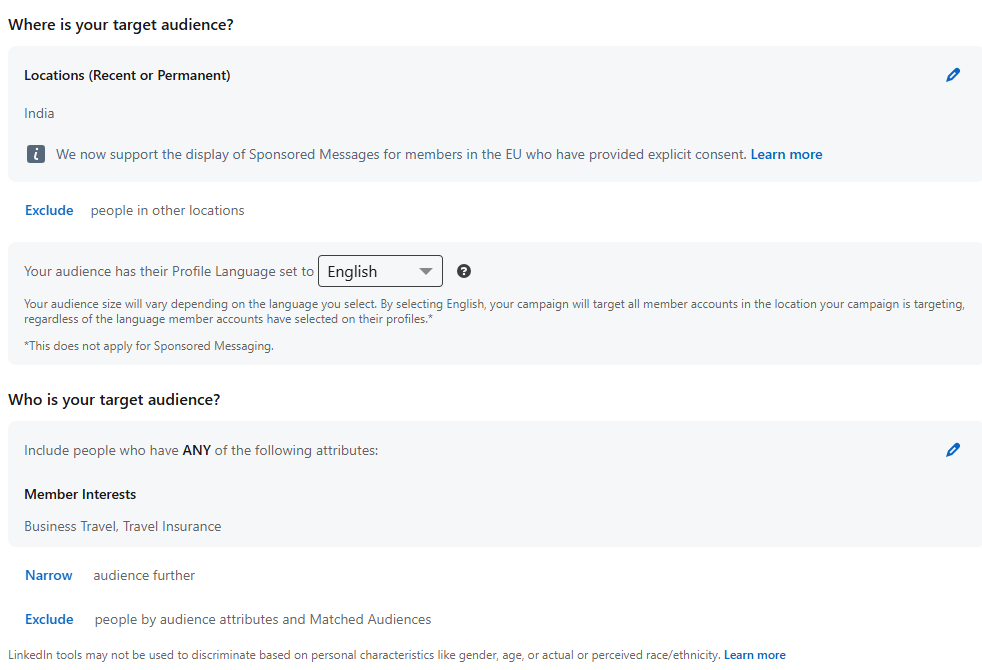 Where is your target audience?
Locations (Recent or Permanent)
India
i We now support the display of Sponsored Messages for members in the EU who have provided explicit consent. Learn more
Exclude people in other locations
Your audience has their Profile Language set to English ?
Your audience size will vary depending on the language you select. By selecting English, your campaign will target all member accounts in the location your campaign is targeting,
regardless of the language member accounts have selected on their profiles.*
*This does not apply for Sponsored Messaging.
Who is your target audience?
Include people who have ANY of the following attributes:
Member Interests
Business Travel, Travel Insurance
Narrow audience further
Exclude people by audience attributes and Matched Audiences
LinkedIn tools may not be used to discriminate based on personal characteristics like gender, age, or actual or perceived race/ethnicity. Learn more